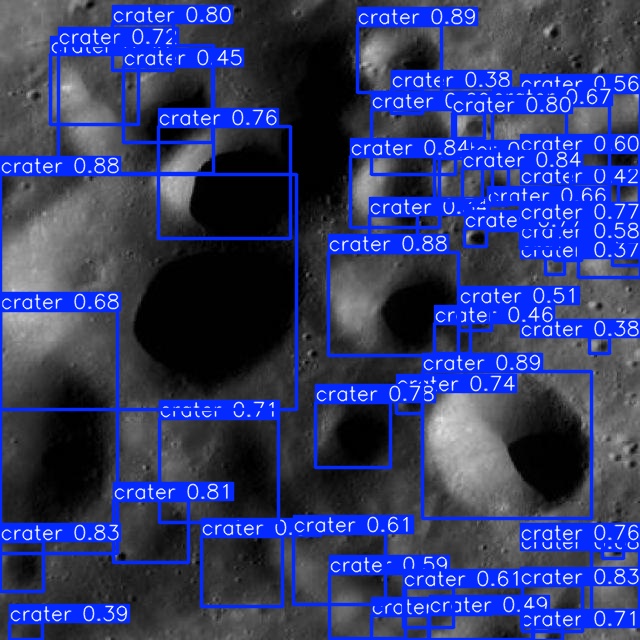 crater 0.80
crater 0.89
crater 0.72
crater 0.45
crater 0.38
crater 0.56
0.67
crater 0.80
crater 0.76
crater 0.84
crater 0.60
crater 0.84
crater 0.88
crater 0.42
crater 0.66
crater 0.77
crate
crater 0.58
crater 0.88
crater 0.37
crater 0.51
crater 0.68
crater 0.46
crater 0.38
crater 0.89
crater 0.74
crater 0.78
crater 0.71
crater 0.81
crater 0.61
crater 0.83
crater 0.76
crater 0.59
crater 0.61
crater 0.83
crater 0.49
crater 0.39
crater 0.71